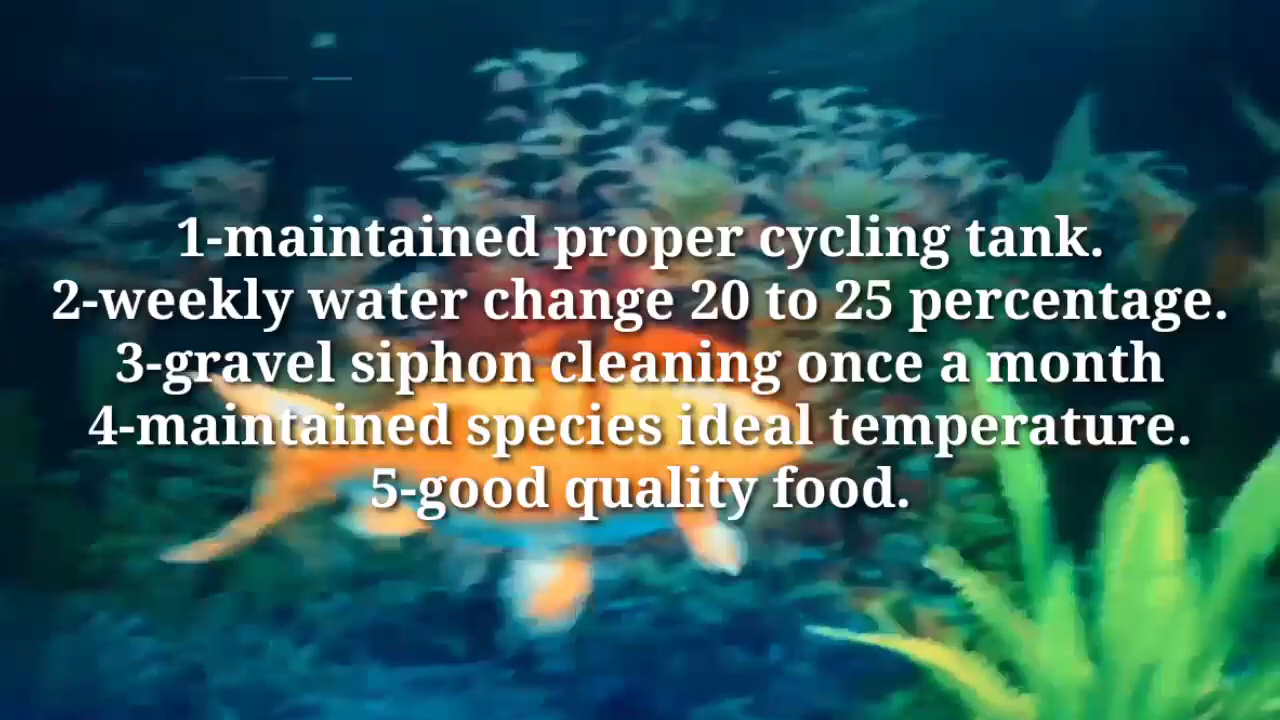 1-maintained proper cycling tank.
2-weekly water change 20 to 25 percentage.
3-gravel siphon cleaning once a month
4-maintained species ideal temperature.
5-good quality food.